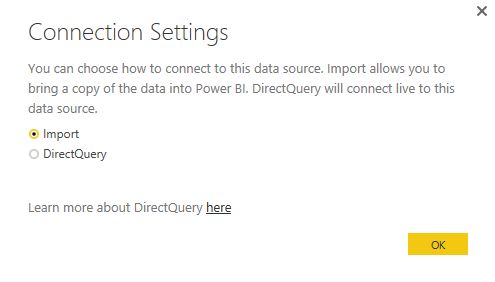 Connection Settings
You can choose how to connect to this data source. Import allows you to
bring a copy of the data into Power BI. DirectQuery will connect live to this
data source.
Import
DirectQuery
Learn more about DirectQuery here
OK